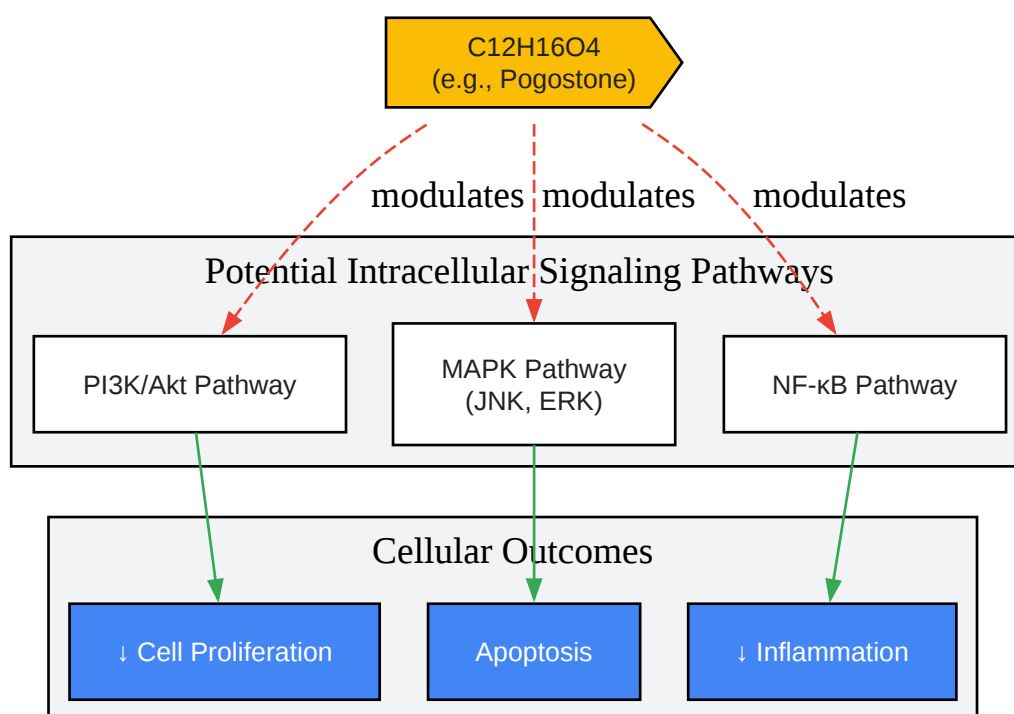 C12H16O4
(e.g., Pogostone)
modulates modulates modulates
Potential Intracellular Signaling Pathways
PI3K/Akt Pathway
MAPK Pathway
(JNK, ERK)
NF-κB Pathway
Cellular Outcomes
↓ Cell Proliferation
Apoptosis
↓ Inflammation